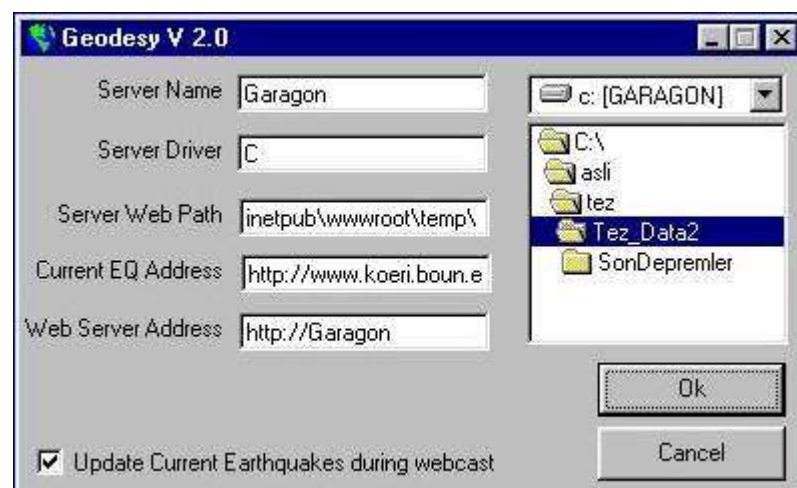 Geodesy V 2.0
Server Name Garagon
Server Driver C
Server Web Path inetpub\wwwroot\temp\
Current EQ Address http://www.koeri.boun.e
Web Server Address http://Garagon
Update Current Earthquakes during webcast
c: [GARAGON]
C:\
asli
tez
Tez_Data2
SonDepremler
Ok
Cancel